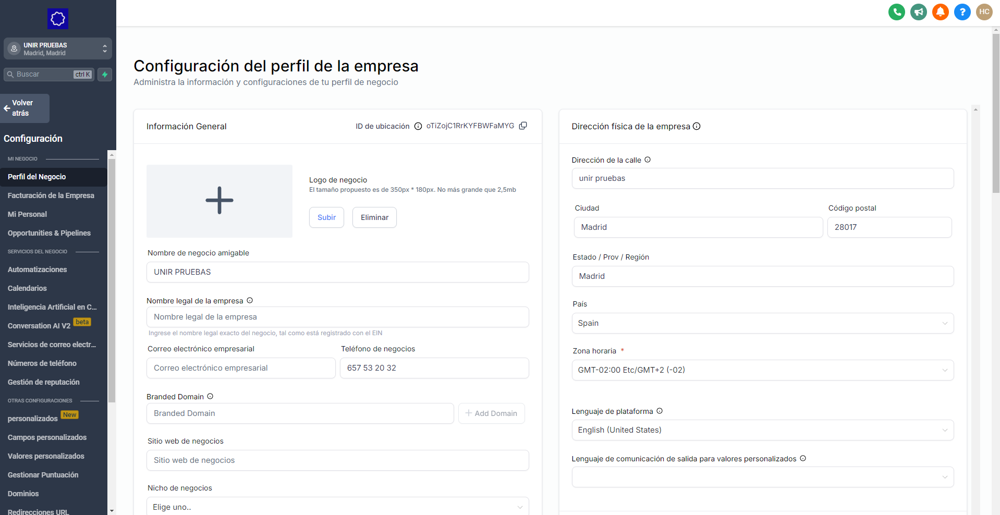 HC
UNIR PRUEBAS
Madrid, Madrid
Buscar
ctrl K
Volver
atrás
Configuración
MI NEGOCIO
Perfil del Negocio
Facturación de la Empresa
Mi Personal
Opportunities & Pipelines
SERVICIOS DEL NEGOCIO
Automatizaciones
Calendarios
Inteligencia Artificial en C...
Conversation AI V2 beta
Servicios de correo electr...
Números de teléfono
Gestión de reputación
OTRAS CONFIGURACIONES
personalizados New
Campos personalizados
Valores personalizados
Gestionar Puntuación
Dominios
Redirecciones URL
Configuración del perfil de la empresa
Administra la información y configuraciones de tu perfil de negocio
Información General
ID de ubicación oTiZojC1RrKYFBWFaMYG
Logo de negocio
El tamaño propuesto es de 350px * 180px. No más grande que 2,5mb
Subir
Eliminar
Nombre de negocio amigable
UNIR PRUEBAS
Nombre legal de la empresa
Nombre legal de la empresa
Ingrese el nombre legal exacto del negocio, tal como está registrado con el EIN
Correo electrónico empresarial
Teléfono de negocios
Correo electrónico empresarial
657 53 20 32
Branded Domain
Branded Domain
Add Domain
Sitio web de negocios
Sitio web de negocios
Nicho de negocios
Elige uno..
Dirección física de la empresa
Dirección de la calle
unir pruebas
Ciudad
Código postal
Madrid
28017
Estado / Prov / Región
Madrid
País
Spain
Zona horaria *
GMT-02:00 Etc/GMT+2 (-02)
Lenguaje de plataforma
English (United States)
Lenguaje de comunicación de salida para valores personalizados